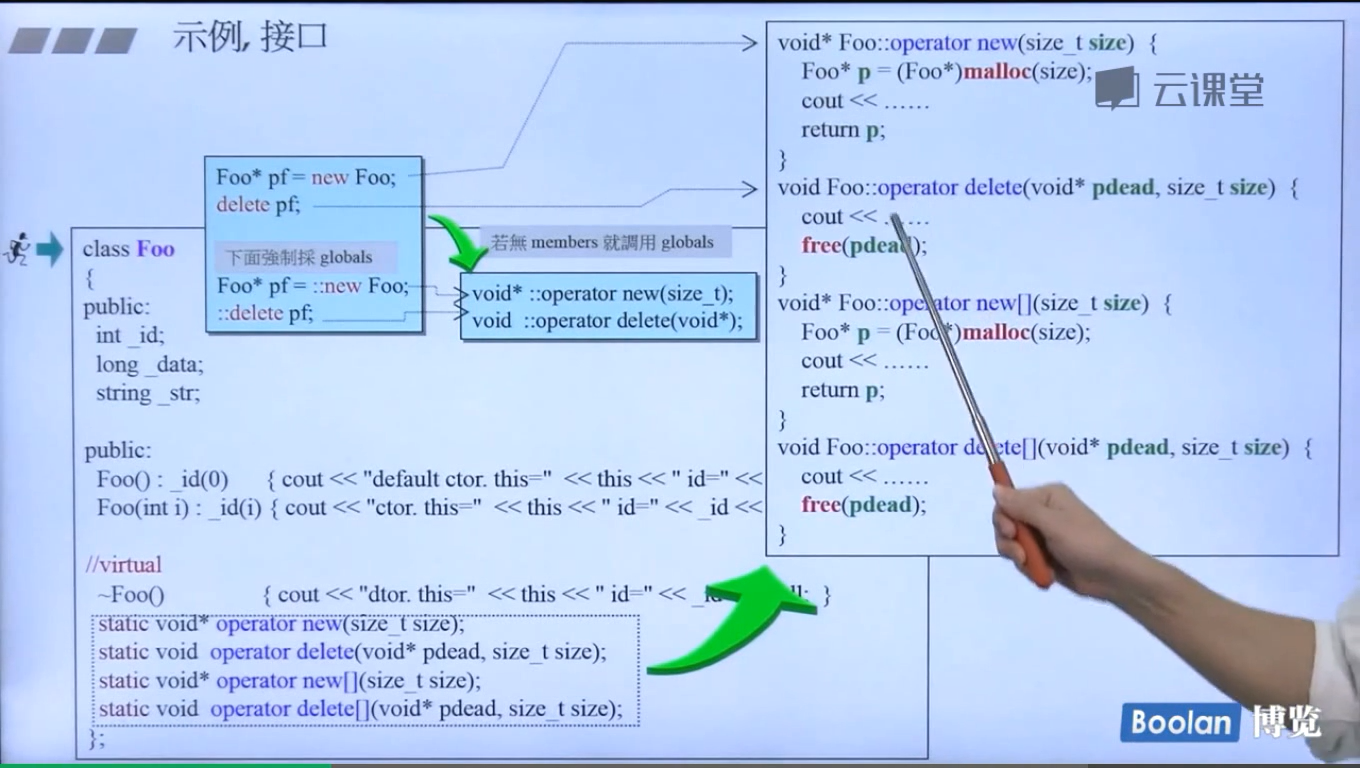 示例, 接口
Foo* pf = new Foo;
delete pf;
下面強制採 globals
Foo* pf = ::new Foo;
::delete pf;
若無 members 就調用 globals
void* ::operator new(size_t);
void ::operator delete(void*);
class Foo
{
public:
int _id;
long _data;
string _str;
public:
Foo() : _id(0) { cout << "default ctor. this=" << this << " id=" <<
Foo(int i) : _id(i) { cout << "ctor. this=" << this << " id=" << _id <<
//virtual
~Foo() { cout << "dtor. this=" << this << " id=" << }
static void* operator new(size_t size);
static void operator delete(void* pdead, size_t size);
static void* operator new[](size_t size);
static void operator delete[](void* pdead, size_t size);
};
void* Foo::operator new(size_t size) {
Foo* p = (Foo*)malloc(size);
cout << ……
return p;
}
void Foo::operator delete(void* pdead, size_t size) {
cout << ……
free(pdead);
}
void* Foo::operator new[](size_t size) {
Foo* p = (Foo*)malloc(size);
cout << ……
return p;
}
void Foo::operator delete[](void* pdead, size_t size) {
cout << ……
free(pdead);
}
云课堂
Boolan 博览